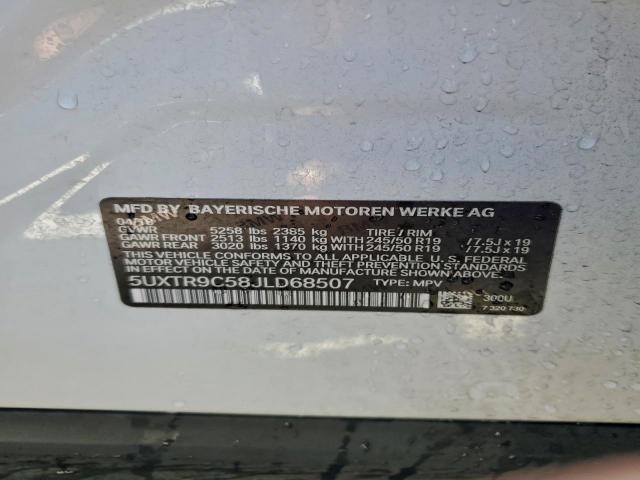 MFD BY BAYERISCHE MOTOREN WERKE AG
04/18
GVWR 5258 lbs 2385 kg TIRE / RIM
GAWR FRONT 2513 lbs 1140 kg WITH 245/50 R19 / 7.5J x 19
GAWR REAR 3020 lbs 1370 kg WITH 245/50 R19 / 7.5J x 19
THIS VEHICLE CONFORMS TO ALL APPLICABLE U.S. FEDERAL
MOTOR VEHICLE SAFETY AND THEFT PREVENTION STANDARDS
IN EFFECT ON THE DATE OF MANUFACTURE SHOWN ABOVE.
5UXTR9C58JLD68507 TYPE: MPV
300U
7 320 730